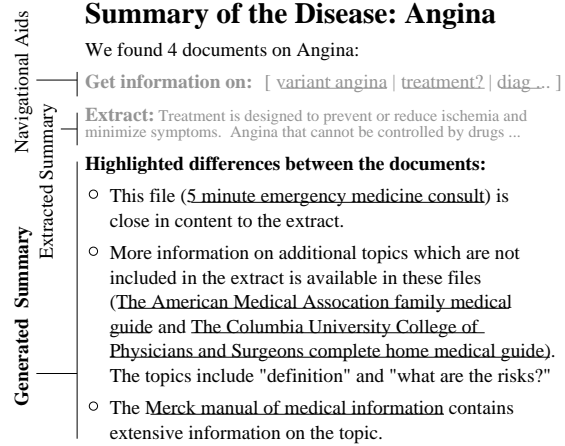 Summary of the Disease: Angina
We found 4 documents on Angina:
Navigational Aids
Get information on: [ variant angina | treatment? | diag ... ]
Extracted Summary
Extract: Treatment is designed to prevent or reduce ischemia and
minimize symptoms. Angina that cannot be controlled by drugs ...
Generated Summary
Highlighted differences between the documents:
This file (5 minute emergency medicine consult) is
close in content to the extract.
More information on additional topics which are not
included in the extract is available in these files
(The American Medical Assocation family medical
guide and The Columbia University College of
Physicians and Surgeons complete home medical guide).
The topics include "definition" and "what are the risks?"
The Merck manual of medical information contains
extensive information on the topic.